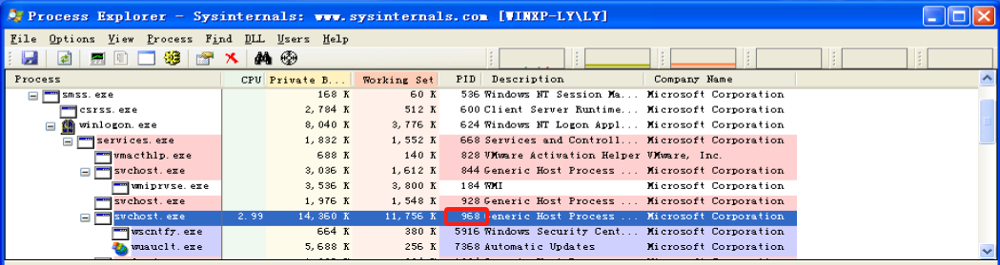 Process Explorer - Sysinternals: www.sysinternals.com [WINXP-LY\LY]
File Options View Process Find DLL Users Help
Process CPU Private B... Working Set PID Description Company Name
smss.exe 168 K 60 K 536 Windows NT Session Ma... Microsoft Corporation
csrss.exe 2,784 K 512 K 600 Client Server Runtime... Microsoft Corporation
winlogon.exe 8,040 K 3,776 K 624 Windows NT Logon Appl... Microsoft Corporation
services.exe 1,832 K 1,552 K 668 Services and Controll... Microsoft Corporation
vmacthlp.exe 688 K 140 K 828 VMware Activation Helper VMware, Inc.
svchost.exe 3,036 K 1,612 K 844 Generic Host Process ... Microsoft Corporation
wmiprvse.exe 3,536 K 3,800 K 184 WMI Microsoft Corporation
svchost.exe 1,976 K 1,548 K 928 Generic Host Process ... Microsoft Corporation
svchost.exe 2.99 14,360 K 11,756 K 968 Generic Host Process ... Microsoft Corporation
wscntfy.exe 664 K 380 K 5916 Windows Security Cent... Microsoft Corporation
wuauclt.exe 5,688 K 256 K 7368 Automatic Updates Microsoft Corporation